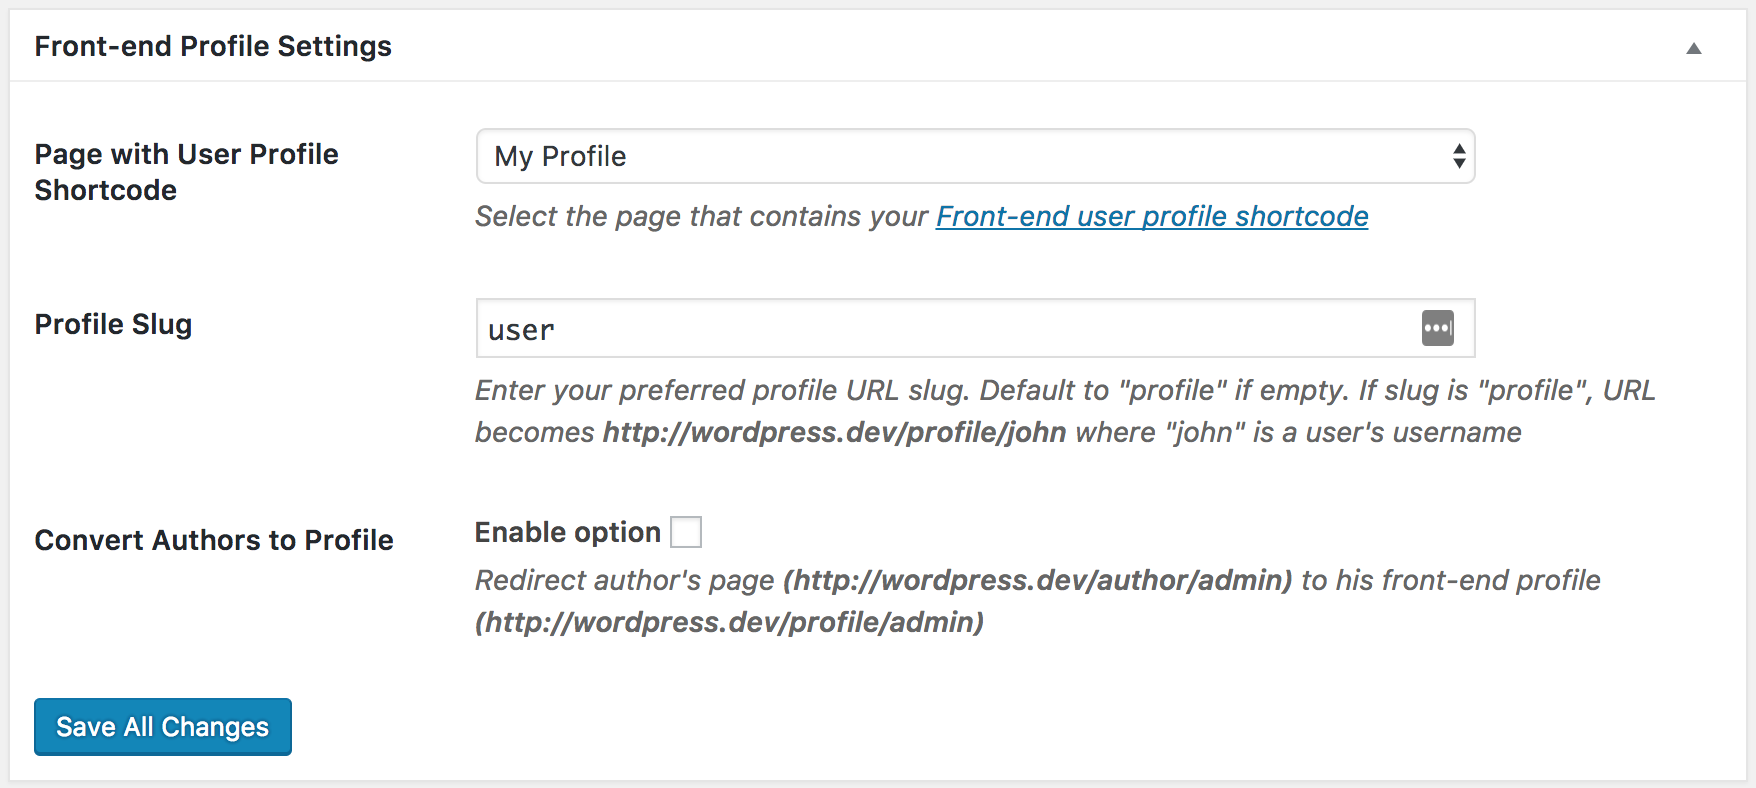 Front-end Profile Settings
Page with User Profile
Shortcode
My Profile
Select the page that contains your Front-end user profile shortcode
Profile Slug
user
Enter your preferred profile URL slug. Default to "profile" if empty. If slug is "profile", URL
becomes http://wordpress.dev/profile/john where "john" is a user's username
Convert Authors to Profile
Enable option
Redirect author's page (http://wordpress.dev/author/admin) to his front-end profile
(http://wordpress.dev/profile/admin)
Save All Changes